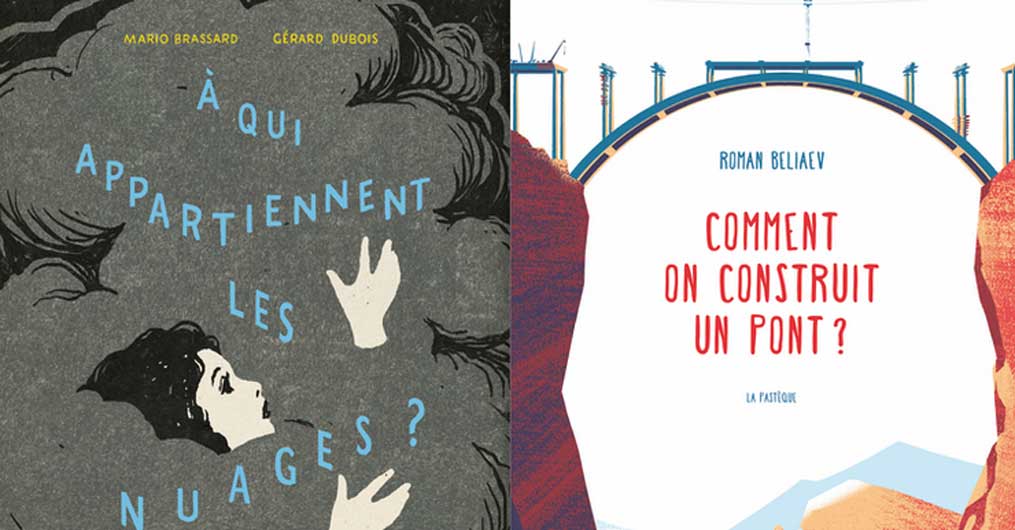 MARIO BRASSARD GÉRARD DUBOIS
À QUI
APPARTIENNENT
LES
NUAGES ?
ROMAN BELIAEV
COMMENT
ON CONSTRUIT
UN PONT ?
LA PASTÈQUE